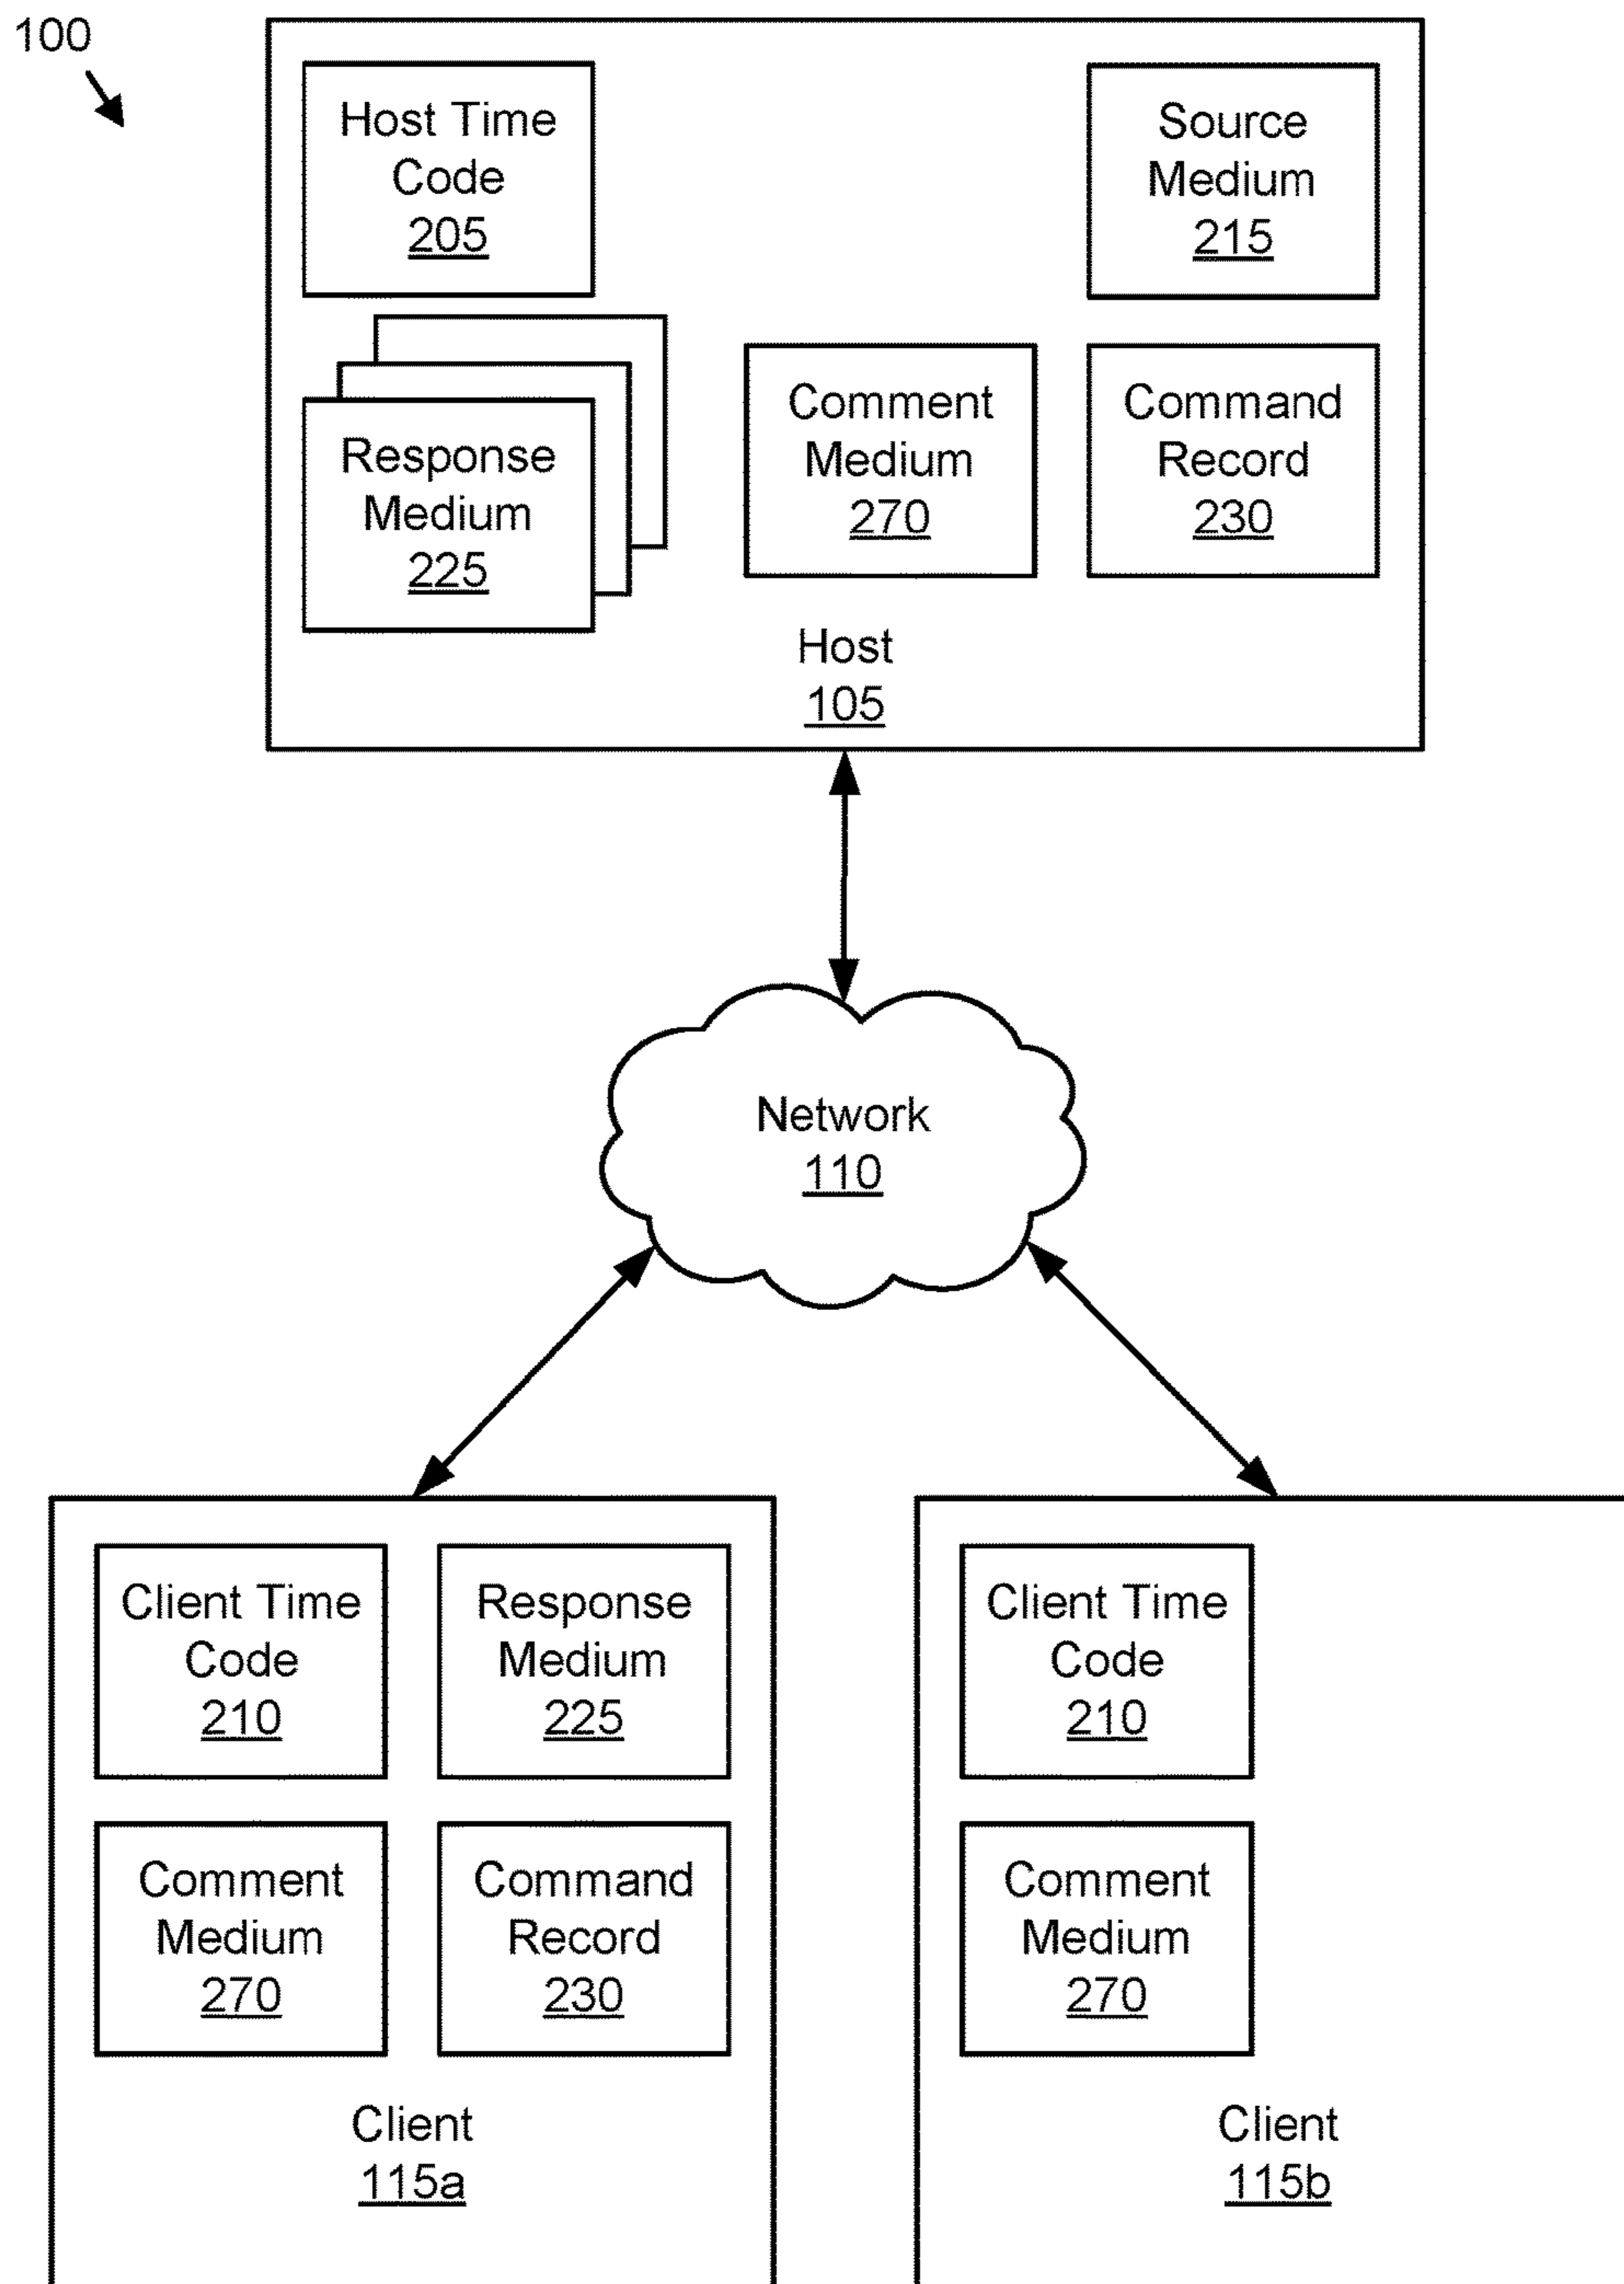 100
Host Time
Code
205
Source
Medium
215
Response
Medium
225
Comment
Medium
270
Command
Record
230
Host
105
Network
110
Client Time
Code
210
Response
Medium
225
Comment
Medium
270
Command
Record
230
Client
115a
Client Time
Code
210
Comment
Medium
270
Client
115b